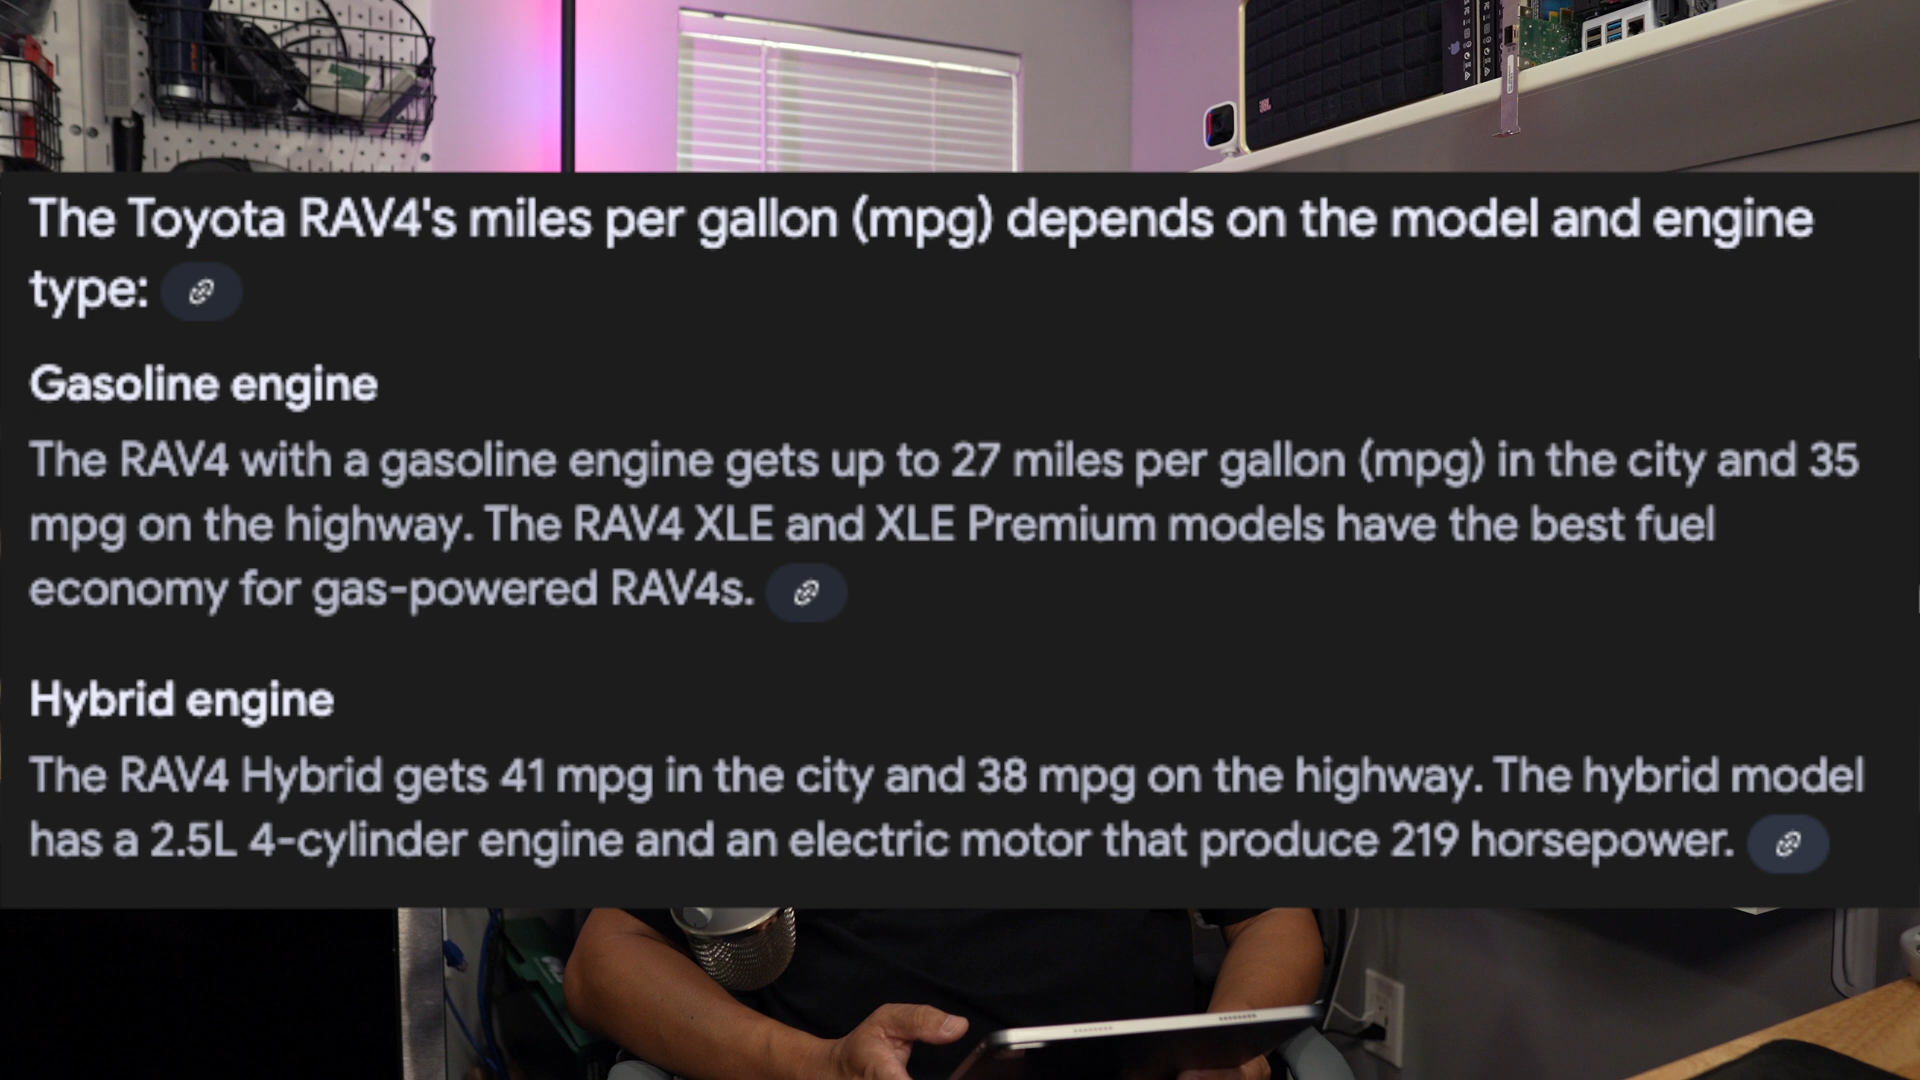 JBL
The Toyota RAV4's miles per gallon (mpg) depends on the model and engine
type:
Gasoline engine
The RAV4 with a gasoline engine gets up to 27 miles per gallon (mpg) in the city and 35
mpg on the highway. The RAV4 XLE and XLE Premium models have the best fuel
economy for gas-powered RAV4s.
Hybrid engine
The RAV4 Hybrid gets 41 mpg in the city and 38 mpg on the highway. The hybrid model
has a 2.5L 4-cylinder engine and an electric motor that produce 219 horsepower.